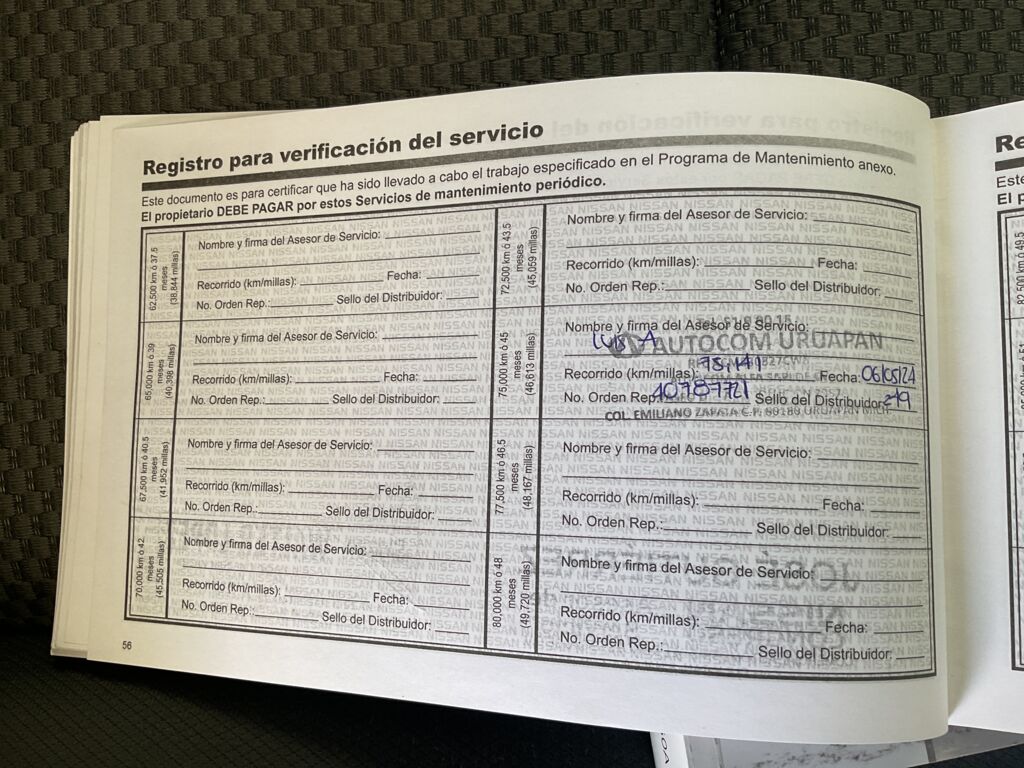 Registro para verificación del servicio
Este documento es para certificar que ha sido llevado a cabo el trabajo especificado en el Programa de Mantenimiento anexo.
El propietario DEBE PAGAR por estos Servicios de mantenimiento periódico.
62,500 km ó 37.5
meses
(38,844 millas)
Nombre y firma del Asesor de Servicio:
Recorrido (km/millas): Fecha:
No. Orden Rep.: Sello del Distribuidor:
65,000 km ó 39
meses
(40,398 millas)
Nombre y firma del Asesor de Servicio:
Recorrido (km/millas): Fecha:
No. Orden Rep.: Sello del Distribuidor:
67,500 km ó 40.5
meses
(41,952 millas)
Nombre y firma del Asesor de Servicio:
Recorrido (km/millas): Fecha:
No. Orden Rep.: Sello del Distribuidor:
70,000 km ó 42
meses
(45,505 millas)
Nombre y firma del Asesor de Servicio:
Recorrido (km/millas): Fecha:
No. Orden Rep.: Sello del Distribuidor:
72,500 km ó 43.5
meses
(45,059 millas)
Nombre y firma del Asesor de Servicio:
Recorrido (km/millas): Fecha:
No. Orden Rep.: Sello del Distribuidor:
75,000 km ó 45
meses
(46,613 millas)
Nombre y firma del Asesor de Servicio:
Luis A
AUTOCOM URUAPAN
Recorrido (km/millas): 75,141 Fecha: 06/05/24
No. Orden Rep.: 10787721 Sello del Distribuidor:
COL. EMILIANO ZAPATA C.P. 60180 URUAPAN MICH
77,500 km ó 46.5
meses
(48,167 millas)
Nombre y firma del Asesor de Servicio:
Recorrido (km/millas): Fecha:
No. Orden Rep.: Sello del Distribuidor:
80,000 km ó 48
meses
(49,720 millas)
Nombre y firma del Asesor de Servicio:
Recorrido (km/millas): Fecha:
No. Orden Rep.: Sello del Distribuidor:
56
Re
Este
El p
82,500 km ó 49.5